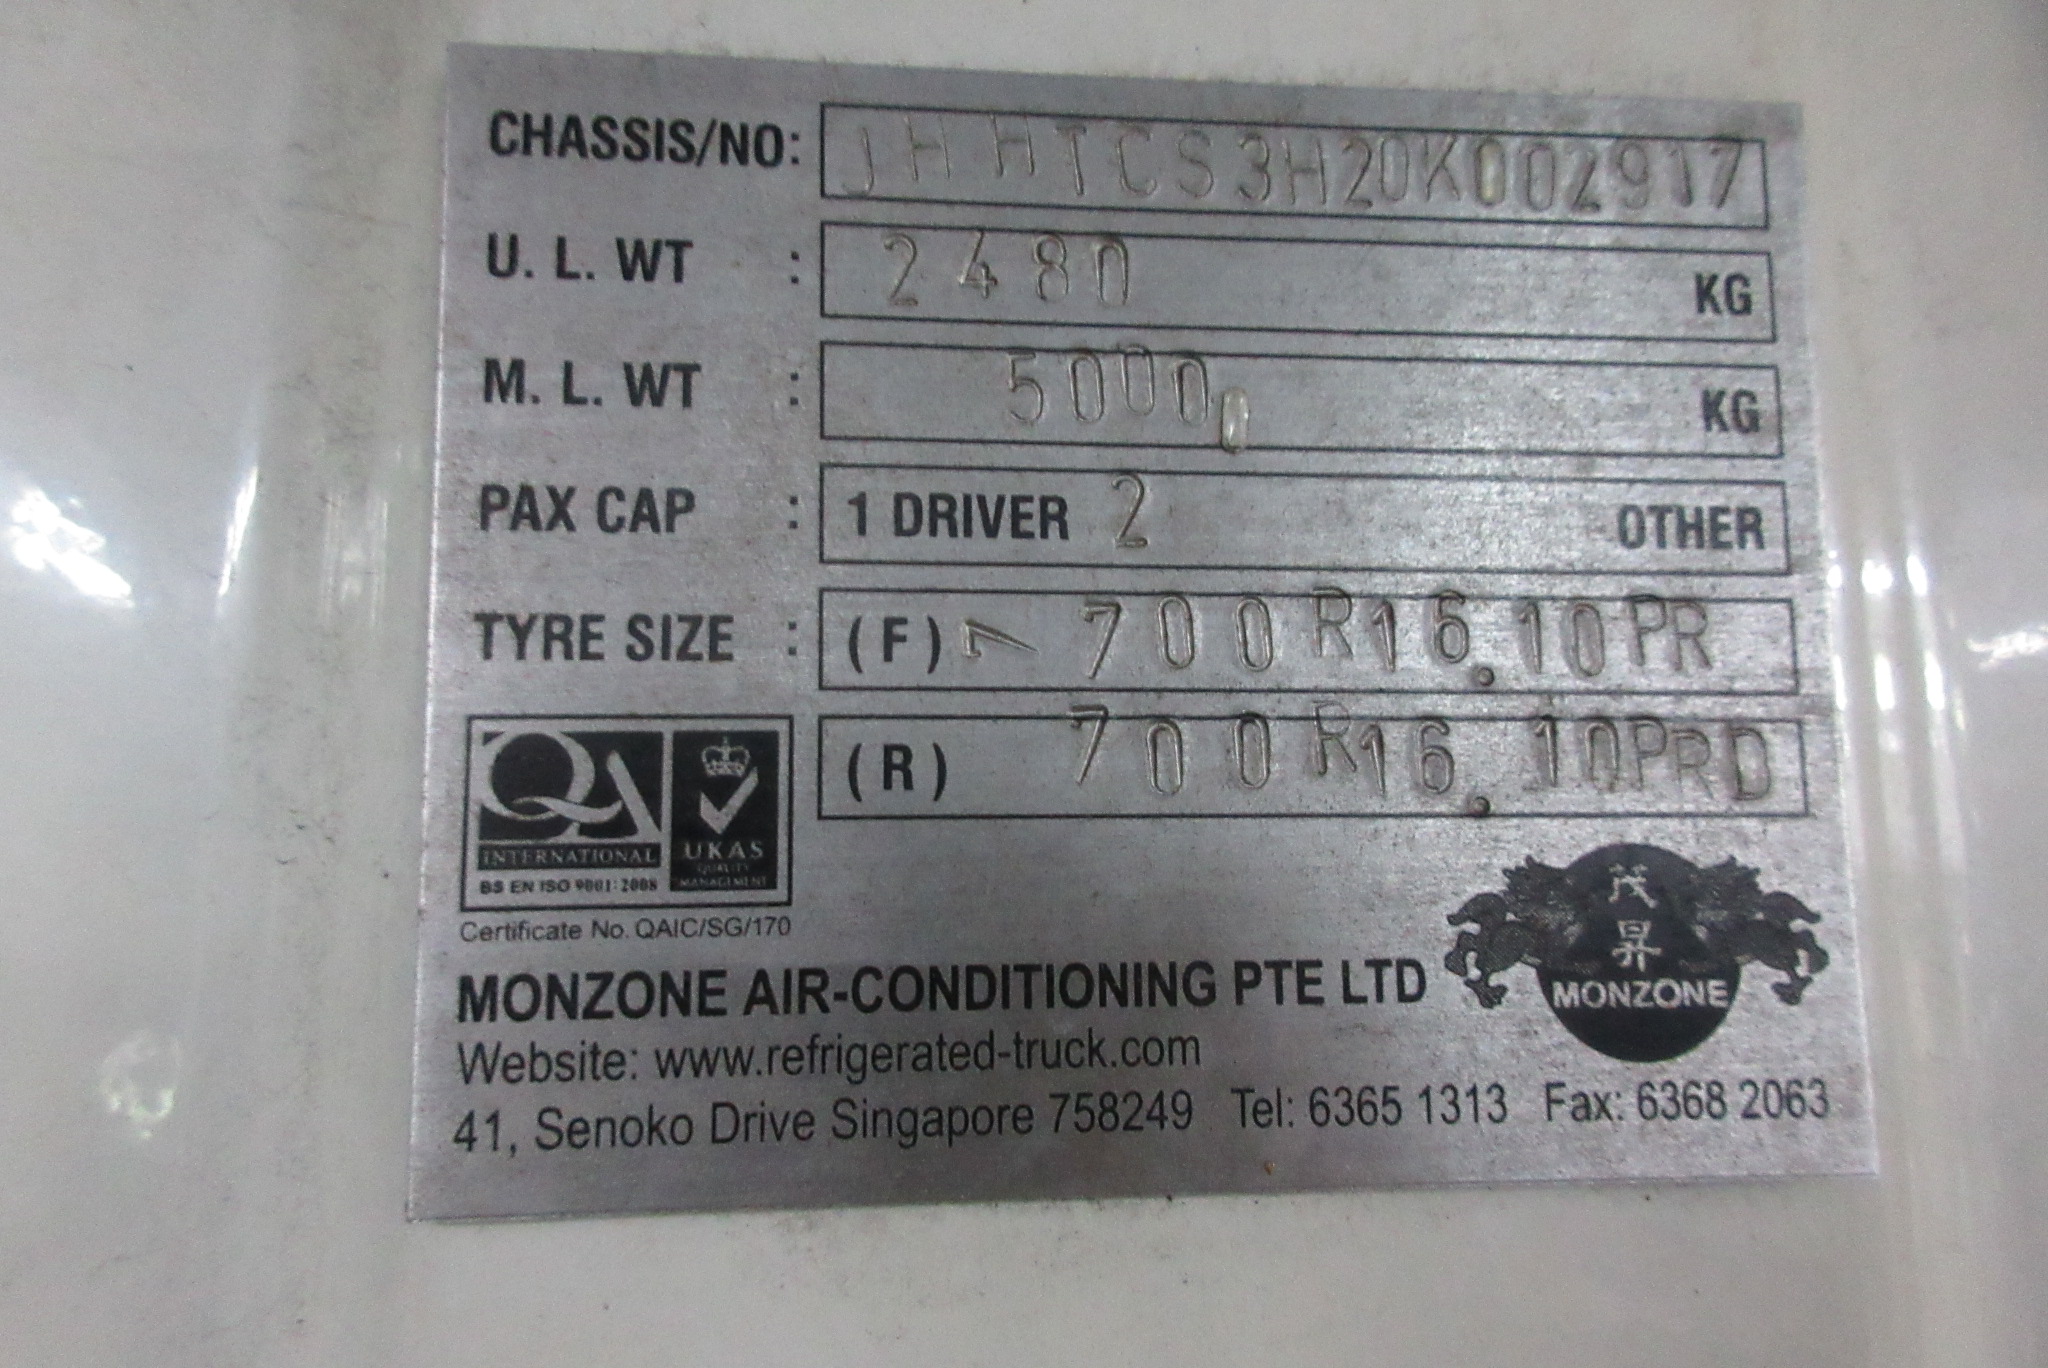 CHASSIS/NO: JHHTCS3H20K002917
U. L. WT : 2480 KG
M. L. WT : 5000 0 KG
PAX CAP : 1 DRIVER 2 OTHER
TYRE SIZE : (F) 7 700R16.10PR
(R) 700R16.10PRD
QA
INTERNATIONAL
BS EN ISO 9001:2008
UKAS
QUALITY
MANAGEMENT
Certificate No. QAIC/SG/170
茂
昇
MONZONE
MONZONE AIR-CONDITIONING PTE LTD
Website: www.refrigerated-truck.com
41, Senoko Drive Singapore 758249 Tel: 6365 1313 Fax: 6368 2063